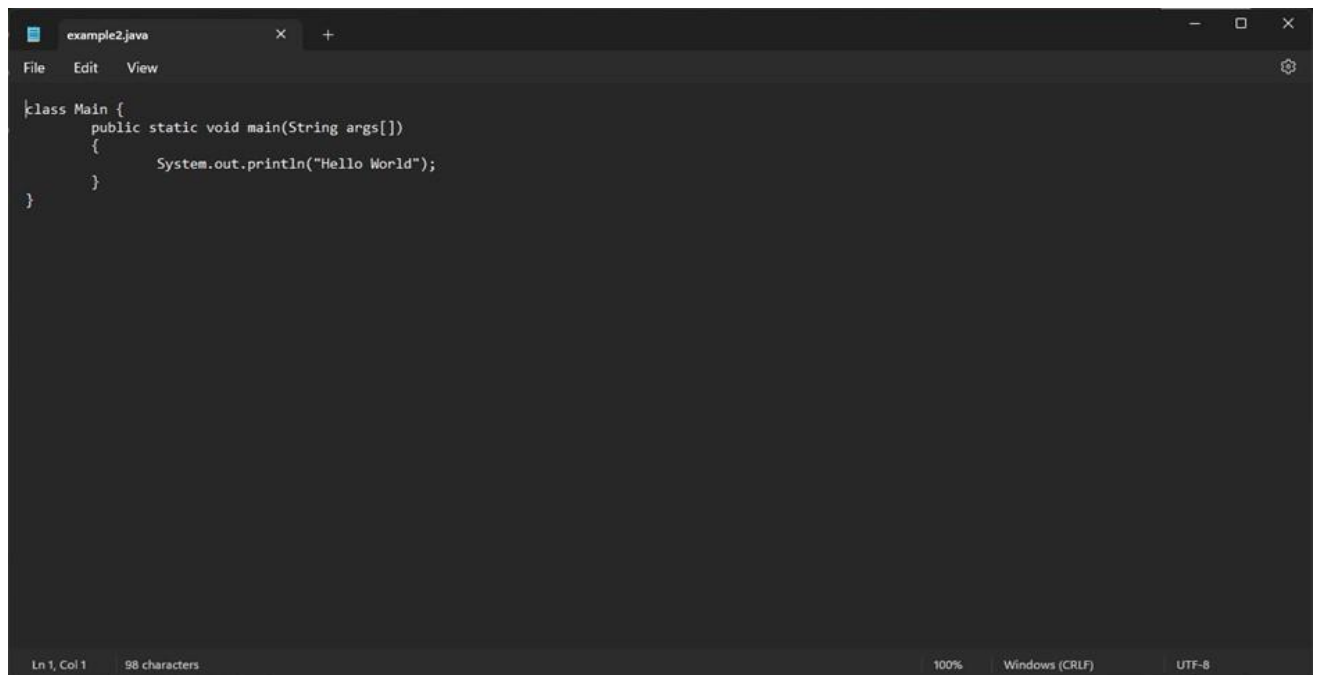 example2.java
File Edit View
class Main {
        public static void main(String args[])
        {
                System.out.println("Hello World");
        }
}
Ln 1, Col 1 98 characters 100% Windows (CRLF) UTF-8